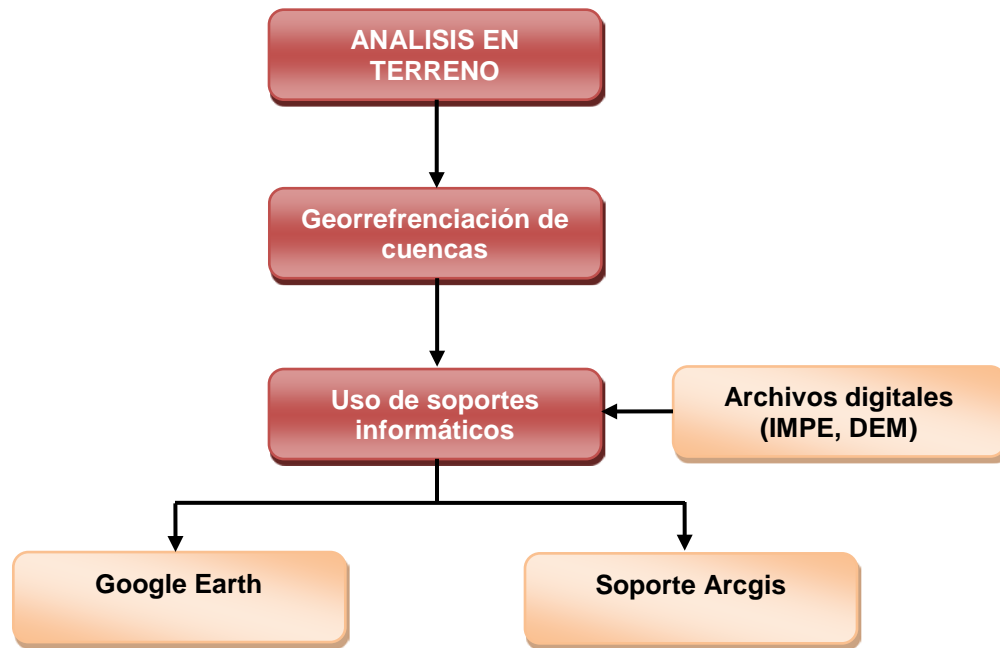 ANALISIS EN
TERRENO
Georrefrenciación de
cuencas
Uso de soportes
informáticos
Archivos digitales
(IMPE, DEM)
Google Earth
Soporte Arcgis